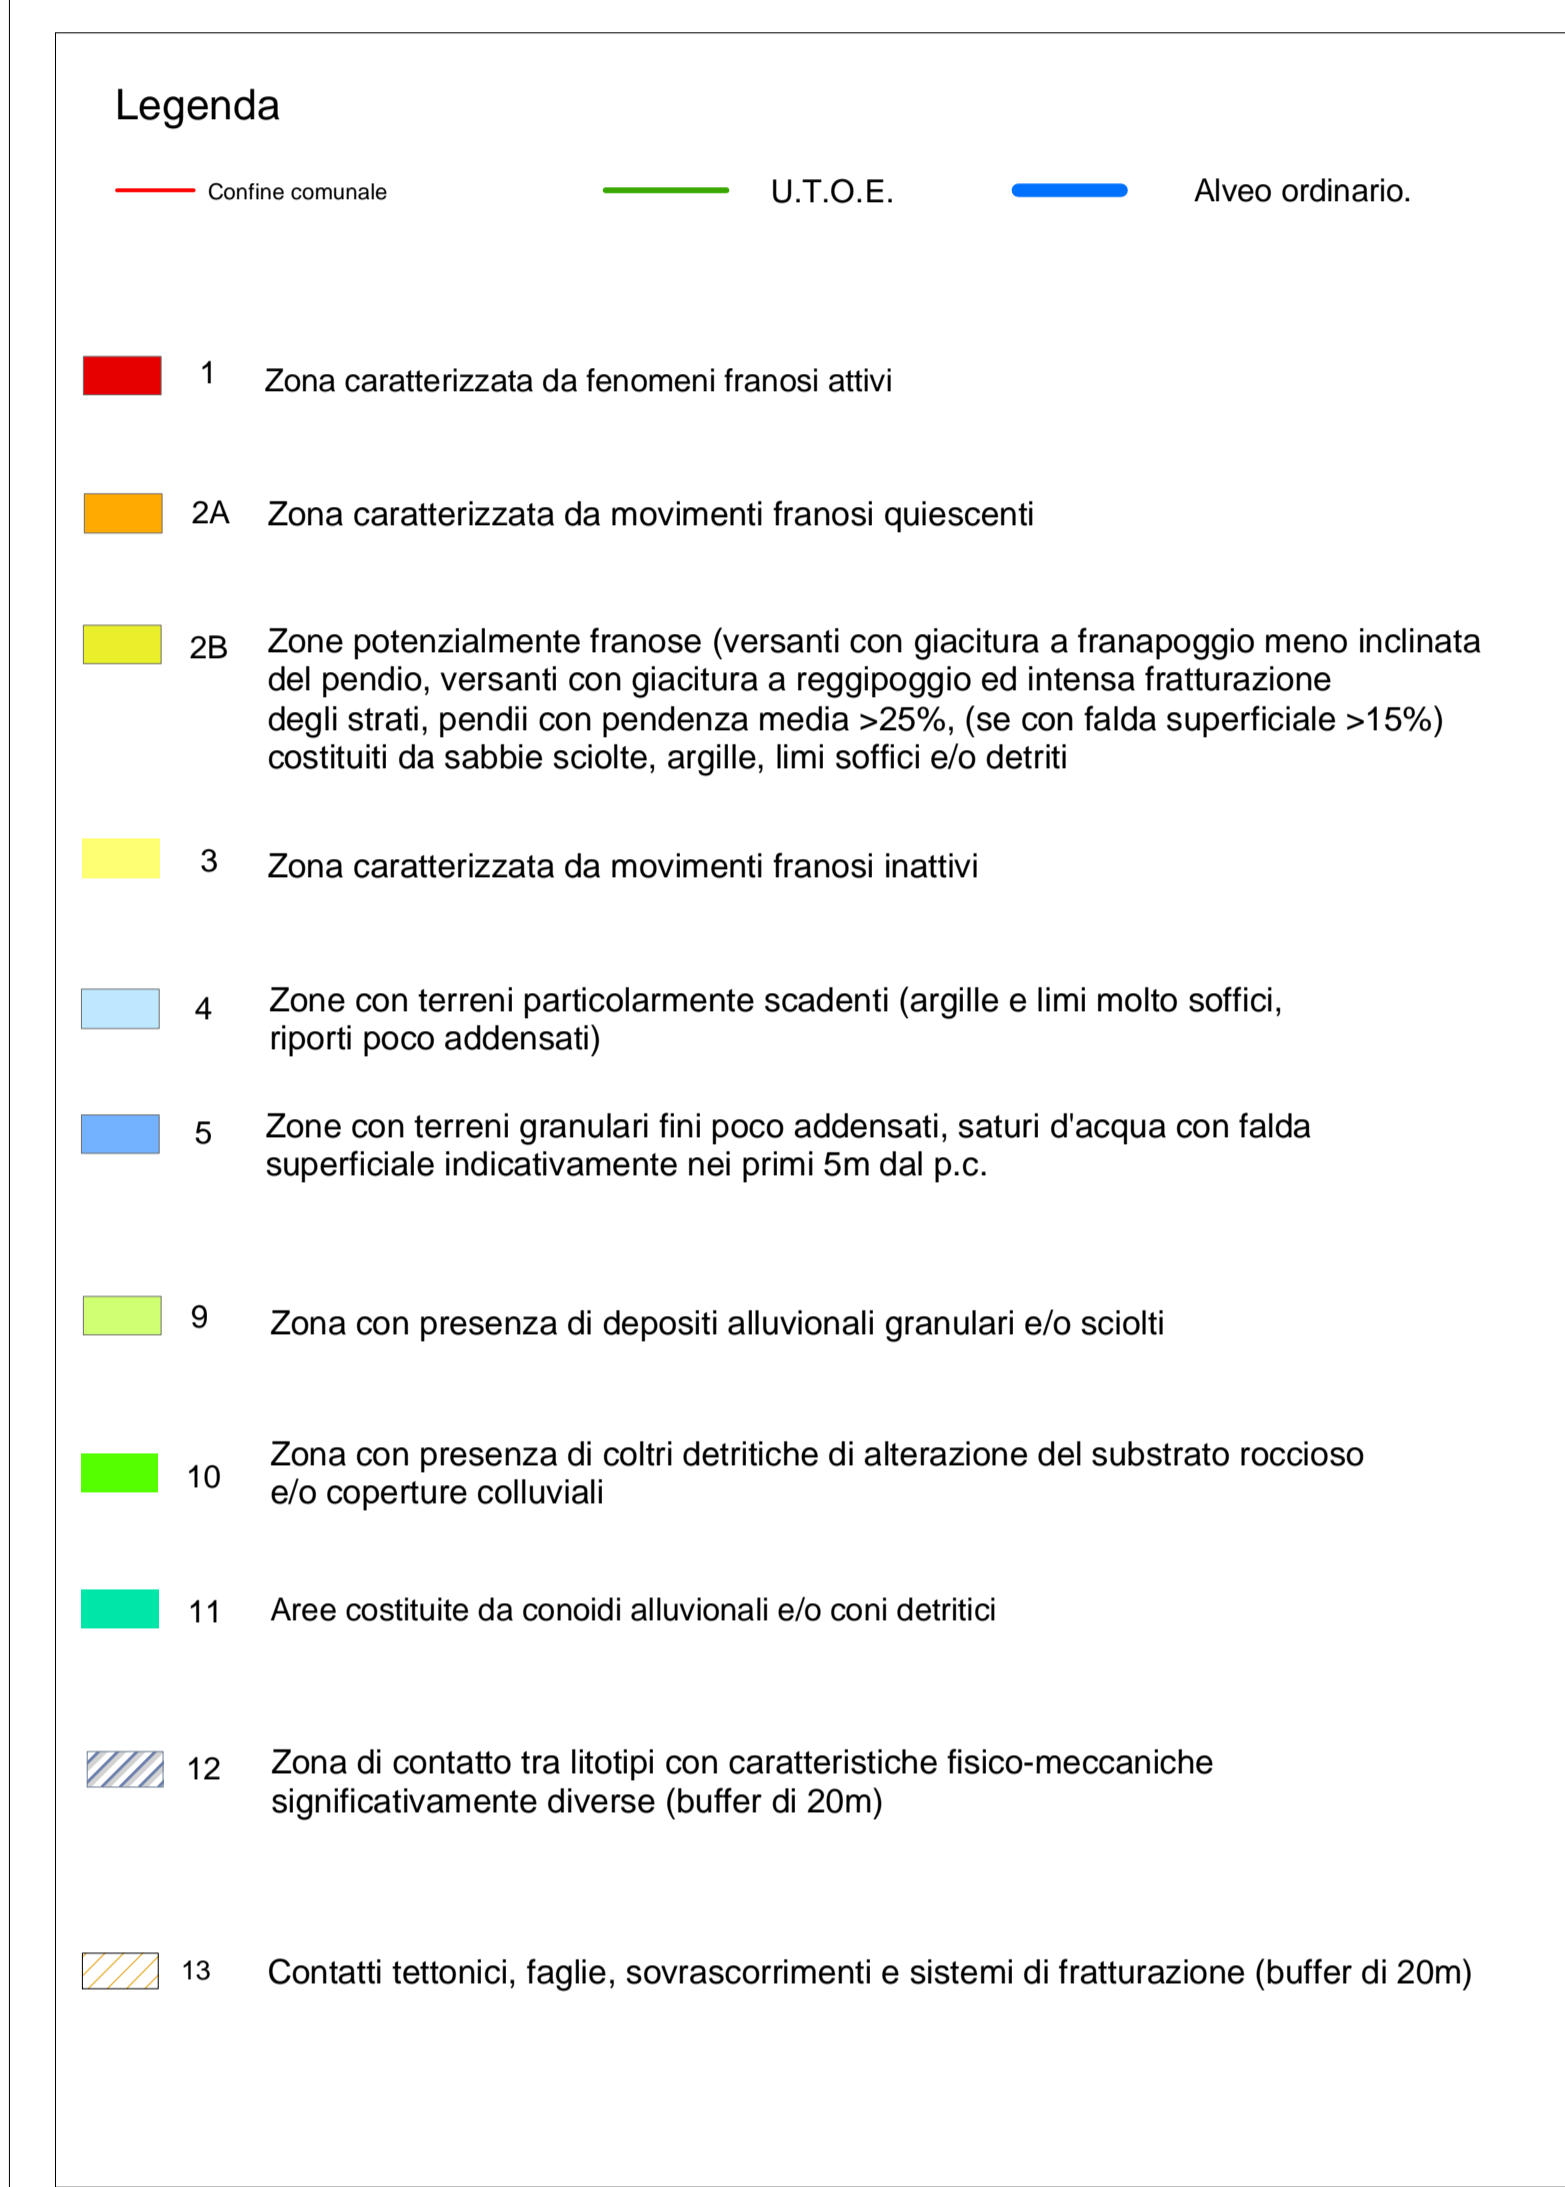 Legenda
Confine comunale U.T.O.E. Alveo ordinario.
1 Zona caratterizzata da fenomeni franosi attivi
2A Zona caratterizzata da movimenti franosi quiescenti
2B Zone potenzialmente franose (versanti con giacitura a franapoggio meno inclinata
del pendio, versanti con giacitura a reggipoggio ed intensa fratturazione
degli strati, pendii con pendenza media >25%, (se con falda superficiale >15%)
costituiti da sabbie sciolte, argille, limi soffici e/o detriti
3 Zona caratterizzata da movimenti franosi inattivi
4 Zone con terreni particolarmente scadenti (argille e limi molto soffici,
riporti poco addensati)
5 Zone con terreni granulari fini poco addensati, saturi d'acqua con falda
superficiale indicativamente nei primi 5m dal p.c.
9 Zona con presenza di depositi alluvionali granulari e/o sciolti
10 Zona con presenza di coltri detritiche di alterazione del substrato roccioso
e/o coperture colluviali
11 Aree costituite da conoidi alluvionali e/o coni detritici
12 Zona di contatto tra litotipi con caratteristiche fisico-meccaniche
significativamente diverse (buffer di 20m)
13 Contatti tettonici, faglie, sovrascorrimenti e sistemi di fratturazione (buffer di 20m)